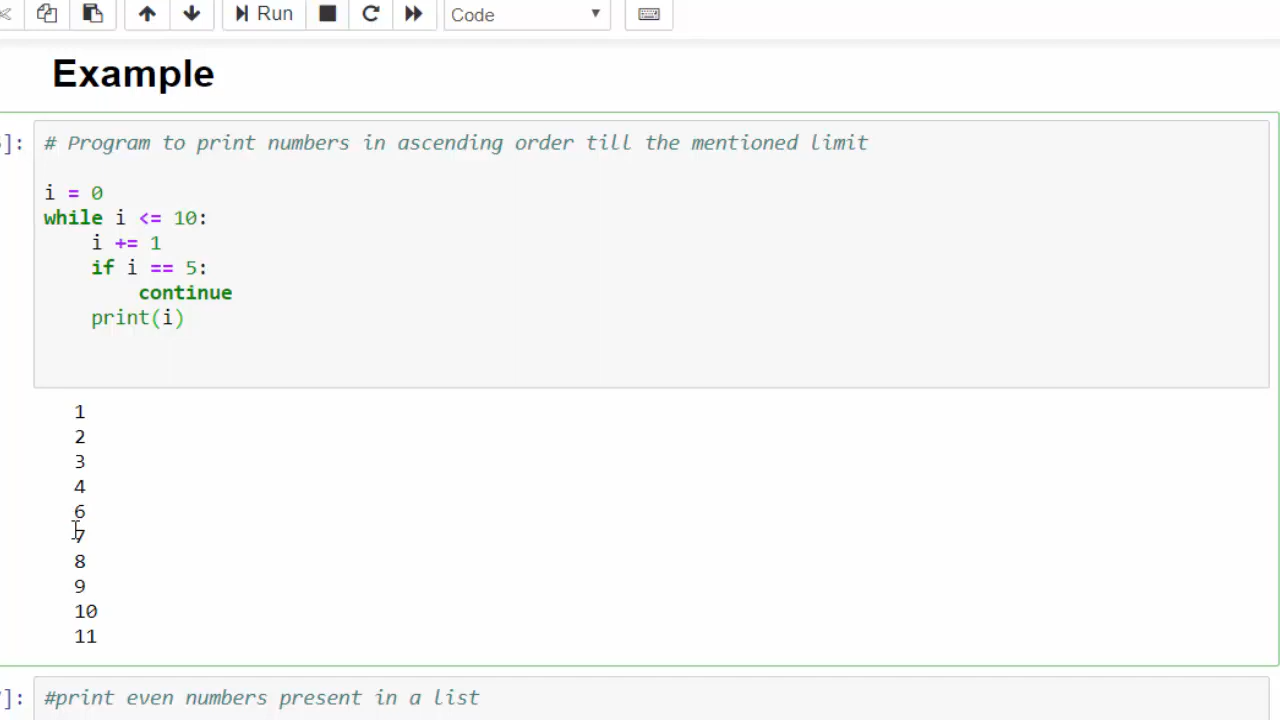 Run
Code
Example
]:
# Program to print numbers in ascending order till the mentioned limit
i = 0
while i <= 10:
    i += 1
    if i == 5:
        continue
    print(i)
1
2
3
4
6
7
8
9
10
11
]:
#print even numbers present in a list